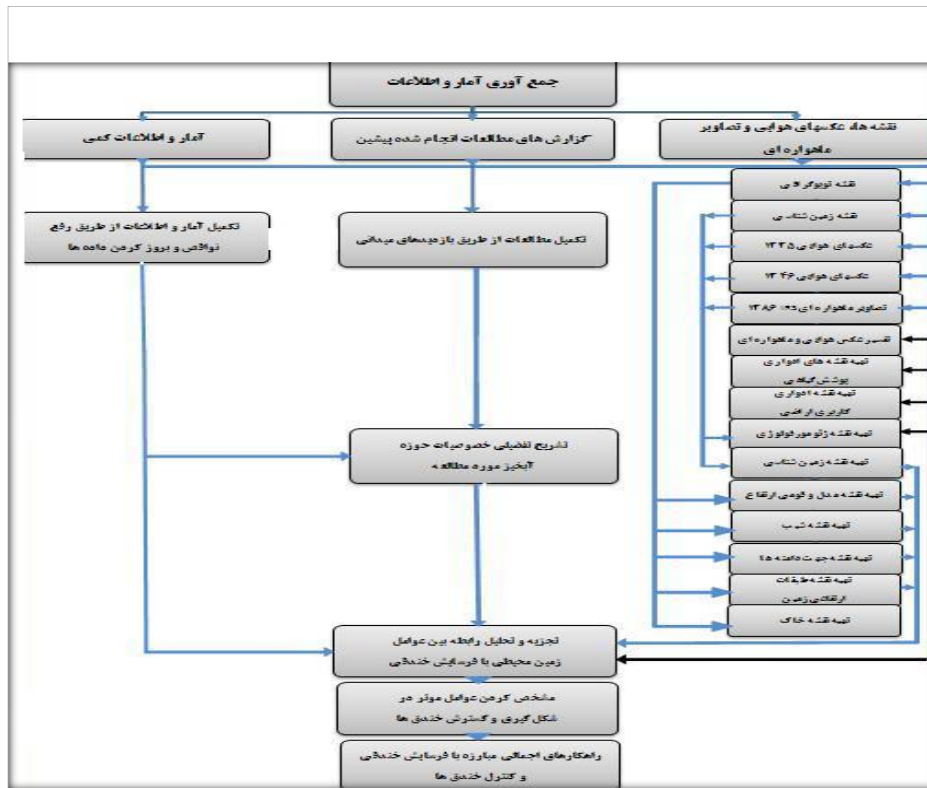 جمع آوری آمار و اطلاعات
نقشه ها، عکسهای هوایی و تصاویر
ماهواره ای
گزارش های مطالعات انجام شده پیشین
آمار و اطلاعات کمی
نقشه توپوگرافی
نقشه زمین شناسی
عکسهای هوایی ۱۳۳۵
عکسهای هوایی ۱۳۴۶
تصاویر ماهواره ای ۱۳۸۶
تفسیر عکس هوایی و ماهواره ای
تهیه نقشه های ادواری
پوشش گیاهی
تهیه نقشه ادواری
کاربری اراضی
تهیه نقشه ژئومورفولوژی
تهیه نقشه زمین شناسی
تهیه نقشه مدل رقومی ارتفاع
تهیه نقشه شیب
تهیه نقشه جهت دامنه ها
تهیه نقشه طبقات
ارتفاعی زمین
تهیه نقشه خاک
تکمیل مطالعات از طریق بازدیدهای میدانی
تکمیل آمار و اطلاعات از طریق رفع
نواقص و بروز کردن داده ها
تشریح تفضیلی خصوصیات حوزه
آبخیز مورد مطالعه
تجزیه و تحلیل رابطه بین عوامل
زمین محیطی با فرسایش خندقی
مشخص کردن عوامل موثر در
شکل گیری و گسترش خندق ها
راهکارهای اجمالی مبارزه با فرسایش خندقی
و کنترل خندق ها